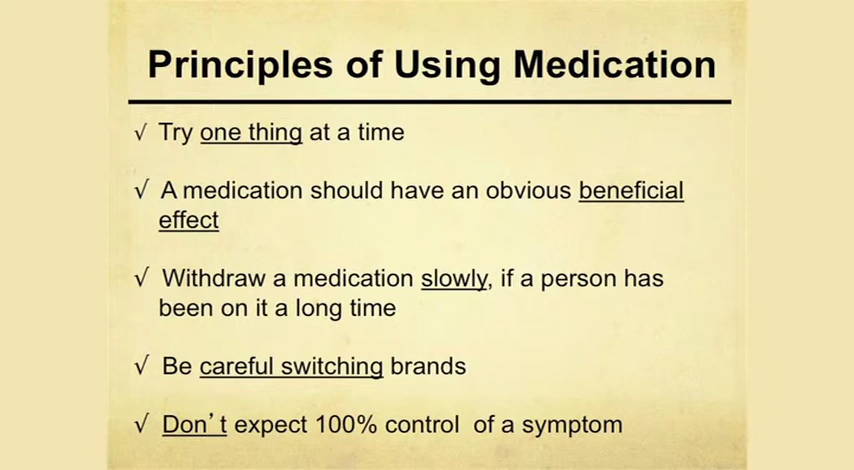 Principles of Using Medication
√ Try one thing at a time
√ A medication should have an obvious beneficial
effect
√ Withdraw a medication slowly, if a person has
been on it a long time
√ Be careful switching brands
√ Don't expect 100% control of a symptom